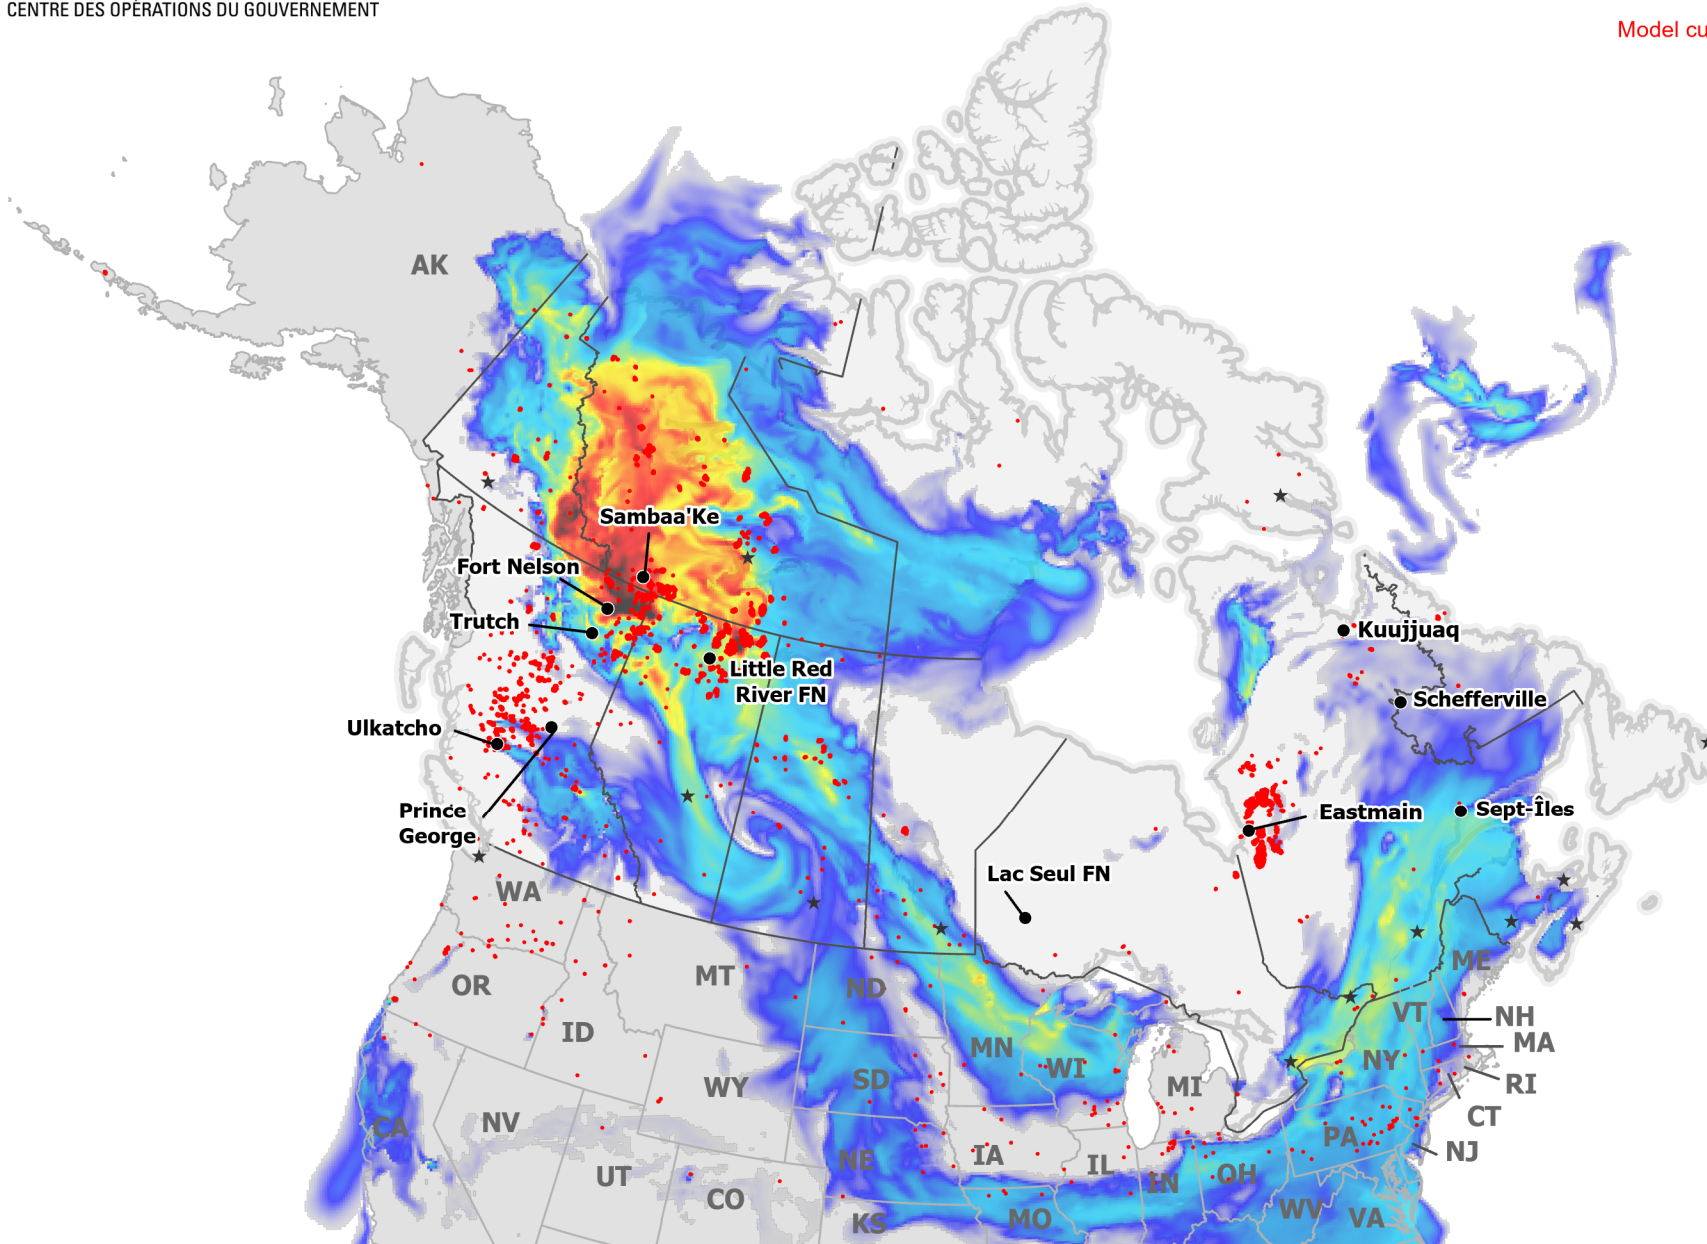 CENTRE DES OPÉRATIONS DU GOUVERNEMENT
Model cu
AK
Sambaa'Ke
Fort Nelson
Trutch
Kuujjuaq
Little Red
River FN
Schefferville
Ulkatcho
Prince
George
Eastmain
Sept-Îles
Lac Seul FN
WA
OR
MT
ND
ME
ID
MN
WI
VT
NH
MA
NY
SD
WY
MI
RI
CT
NV
CA
NE
IA
IL
IN
OH
PA
NJ
UT
CO
KS
MO
WV
VA